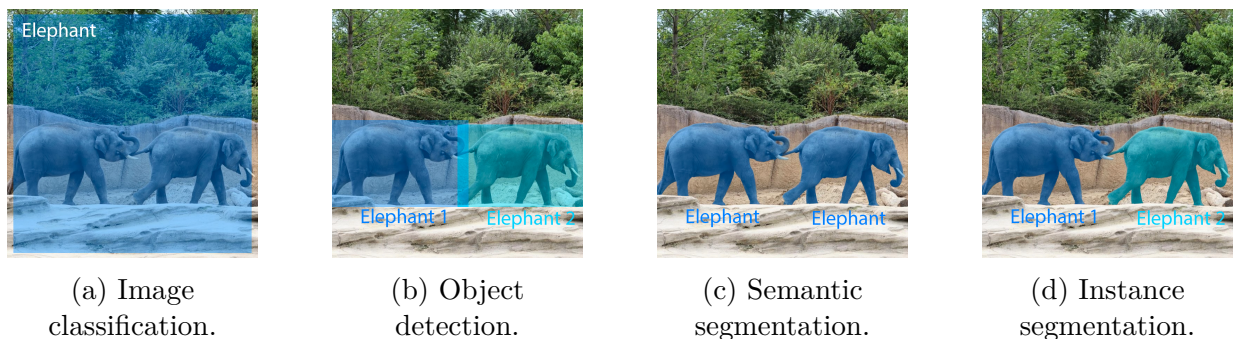 Elephant
Elephant 1
Elephant 2
Elephant
Elephant
Elephant 1
Elephant 2
(a) Image
classification.
(b) Object
detection.
(c) Semantic
segmentation.
(d) Instance
segmentation.